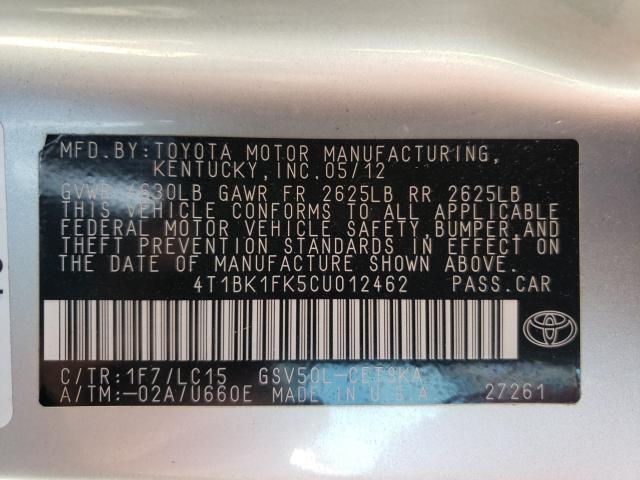 MFD.BY:TOYOTA MOTOR MANUFACTURING,
KENTUCKY,INC.05/12
GVWR 4630LB GAWR FR 2625LB RR 2625LB
THIS VEHICLE CONFORMS TO ALL APPLICABLE
FEDERAL MOTOR VEHICLE SAFETY,BUMPER,AND
THEFT PREVENTION STANDARDS IN EFFECT ON
THE DATE OF MANUFACTURE SHOWN ABOVE.
4T1BK1FK5CU012462 PASS.CAR
C/TR:1F7/LC15 GSV50L-CETSKA
A/TM:-02A/U660E MADE IN U.S.A 27261